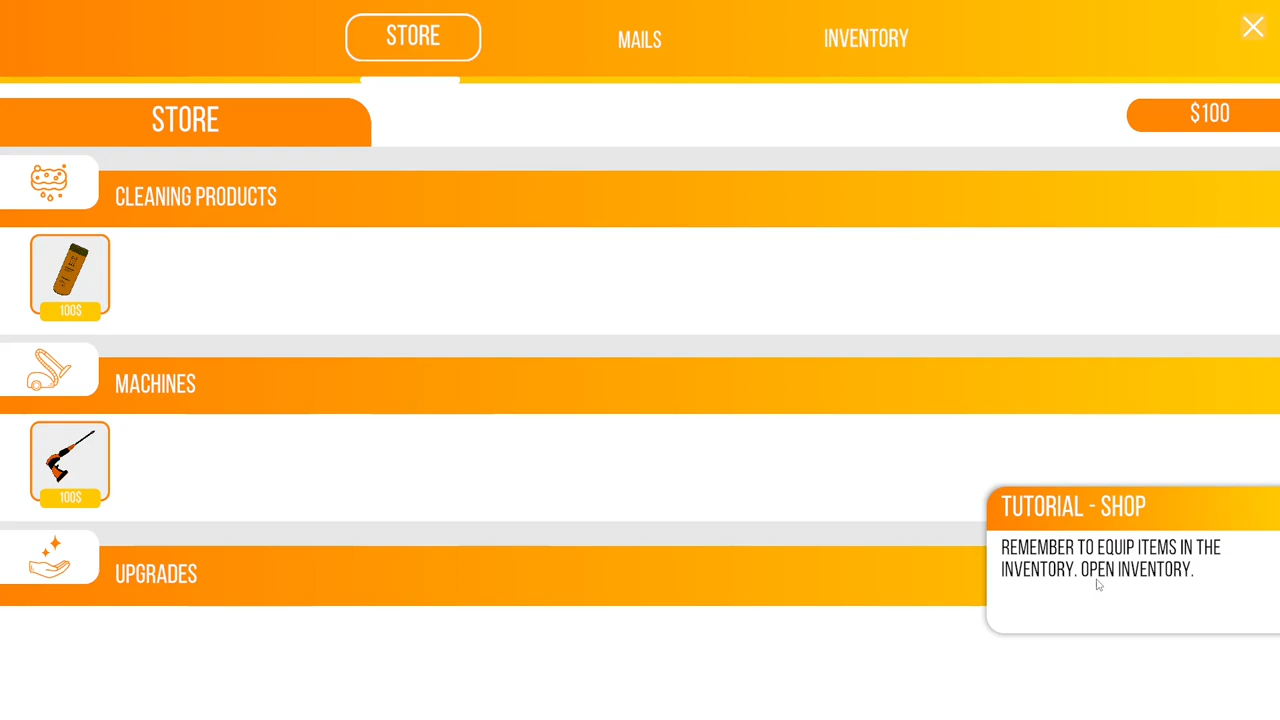 STORE
MAILS
INVENTORY
STORE
$100
CLEANING PRODUCTS
100$
MACHINES
100$
TUTORIAL - SHOP
REMEMBER TO EQUIP ITEMS IN THE
INVENTORY. OPEN INVENTORY.
UPGRADES